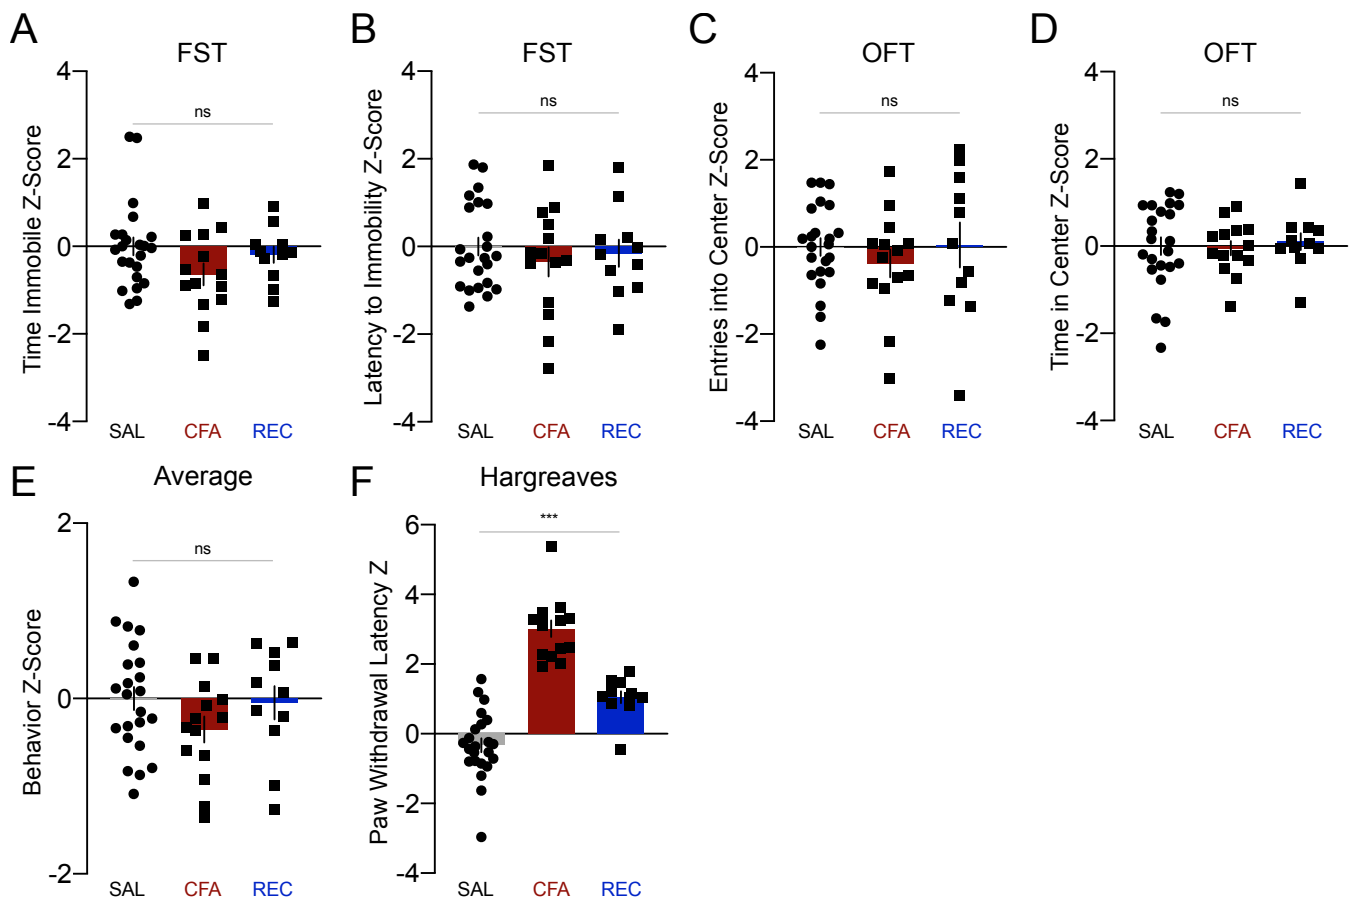 A
FST
Time Immobile Z-Score
4
2
0
-2
-4
ns
SAL CFA REC
B
FST
Latency to Immobility Z-Score
4
2
0
-2
-4
ns
SAL CFA REC
C
OFT
Entries into Center Z-Score
4
2
0
-2
-4
ns
SAL CFA REC
D
OFT
Time in Center Z-Score
4
2
0
-2
-4
ns
SAL CFA REC
E
Average
Behavior Z-Score
2
0
-2
ns
SAL CFA REC
F
Hargreaves
Paw Withdrawal Latency Z
6
4
2
0
-2
-4
***
SAL CFA REC